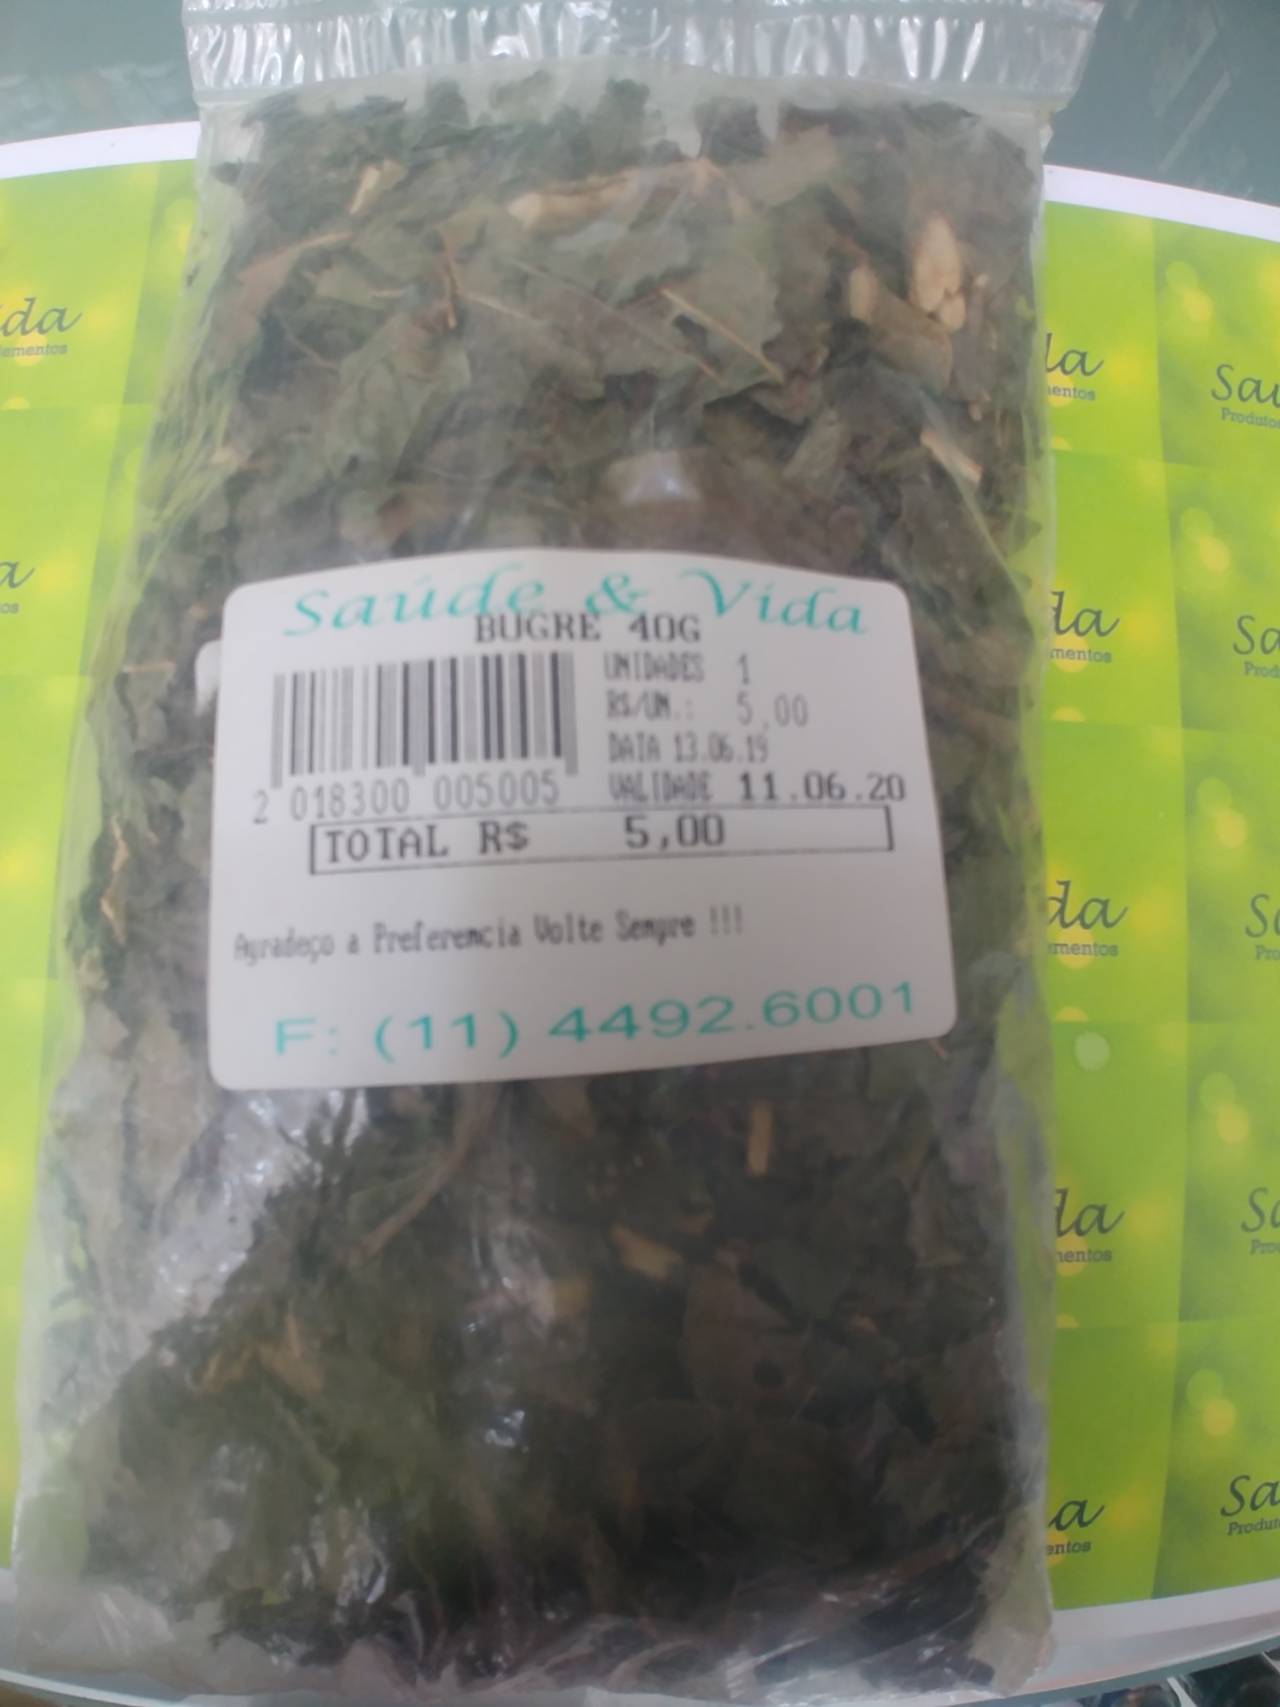 Saúde & Vida
BUGRE 40G
UNIDADES 1
R$/UN.: 5,00
DATA 13.06.19
VALIDADE 11.06.20
2 018300 005005
TOTAL R$ 5,00
Agradeço a Preferencia Volte Sempre !!!
F: (11) 4492.6001